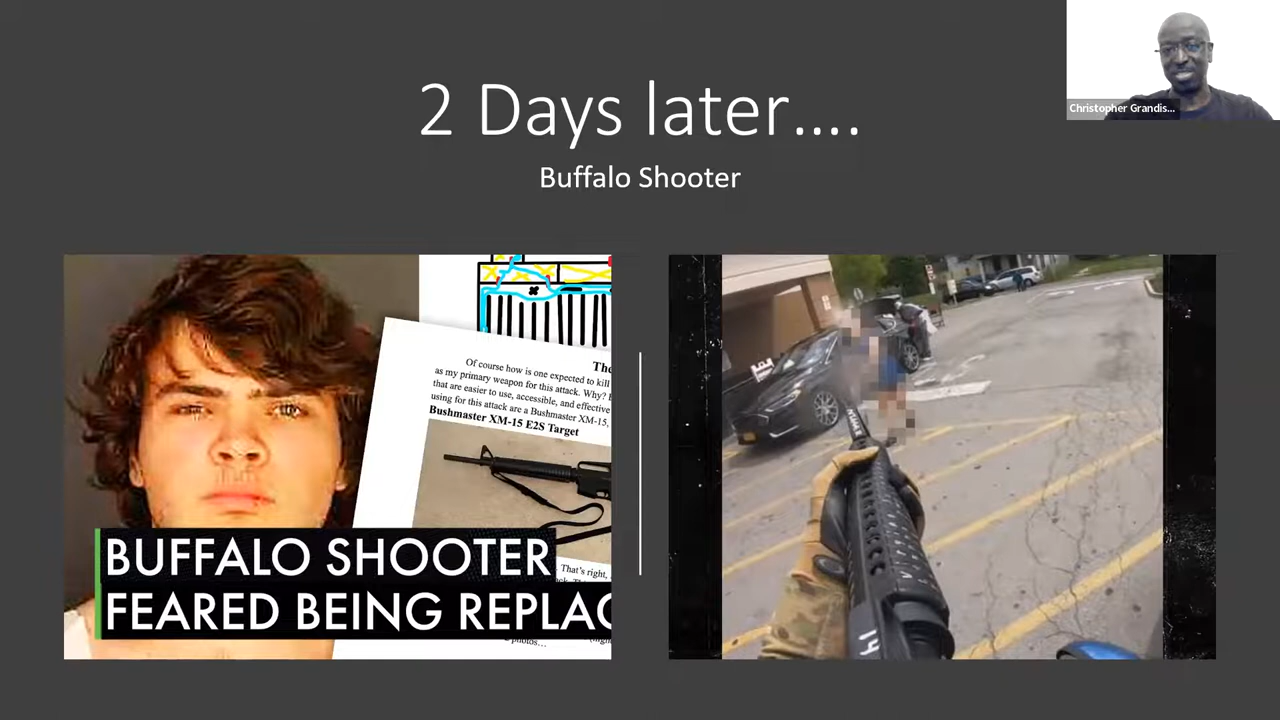 2 Days later....
Buffalo Shooter
Christopher Grandis...
The
Of course how is one expected to kill
as my primary weapon for this attack. Why?
that are easier to use, accessible, and effective
using for this attack are a Bushmaster XM-15,
Bushmaster XM-15 E2S Target
That's right,
BUFFALO SHOOTER
FEARED BEING REPLAC
photos...